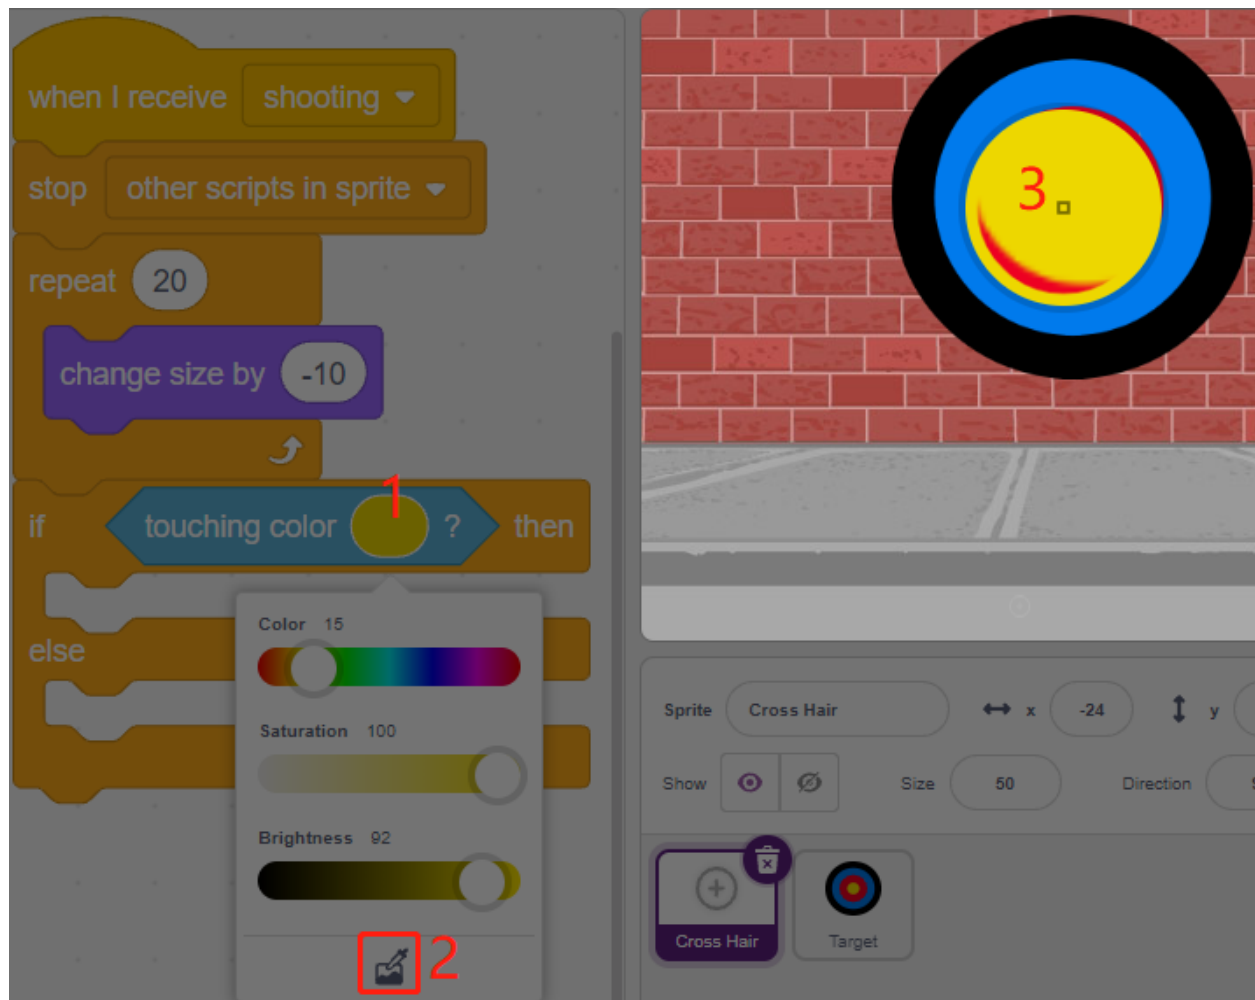 when I receive shooting
stop other scripts in sprite
repeat 20
change size by -10
1
if touching color ? then
else
Color 15
Saturation 100
Brightness 92
2
3
Sprite Cross Hair x -24 y
Show Size 50 Direction
Cross Hair Target